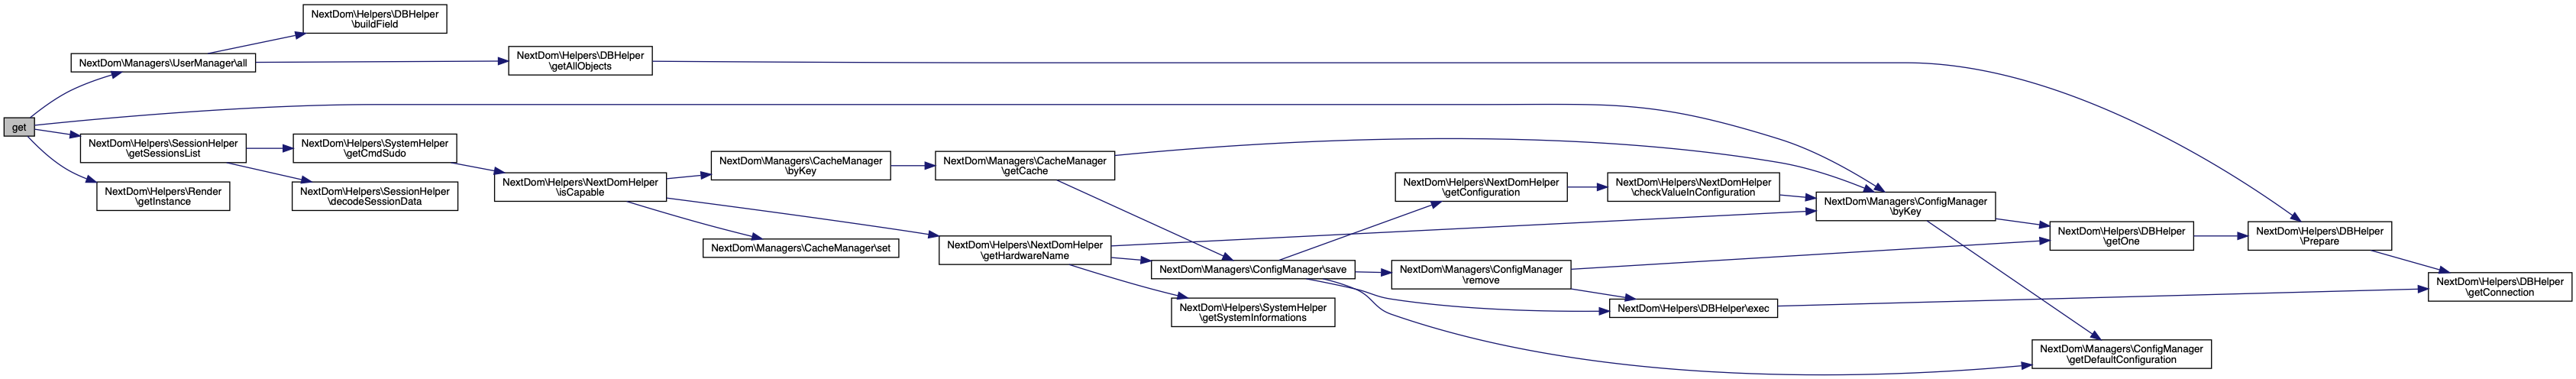 NextDom\Helpers\DBHelper
\buildField
NextDom\Managers\UserManager\all
NextDom\Helpers\DBHelper
\getAllObjects
get
NextDom\Helpers\SessionHelper
\getSessionsList
NextDom\Helpers\SystemHelper
\getCmdSudo
NextDom\Helpers\Render
\getInstance
NextDom\Helpers\SessionHelper
\decodeSessionData
NextDom\Helpers\NextDomHelper
\isCapable
NextDom\Managers\CacheManager
\byKey
NextDom\Managers\CacheManager
\getCache
NextDom\Managers\CacheManager\set
NextDom\Helpers\NextDomHelper
\getHardwareName
NextDom\Managers\ConfigManager\save
NextDom\Helpers\SystemHelper
\getSystemInformations
NextDom\Helpers\NextDomHelper
\getConfiguration
NextDom\Helpers\NextDomHelper
\checkValueInConfiguration
NextDom\Managers\ConfigManager
\remove
NextDom\Helpers\DBHelper\exec
NextDom\Managers\ConfigManager
\byKey
NextDom\Helpers\DBHelper
\getOne
NextDom\Helpers\DBHelper
\Prepare
NextDom\Helpers\DBHelper
\getConnection
NextDom\Managers\ConfigManager
\getDefaultConfiguration